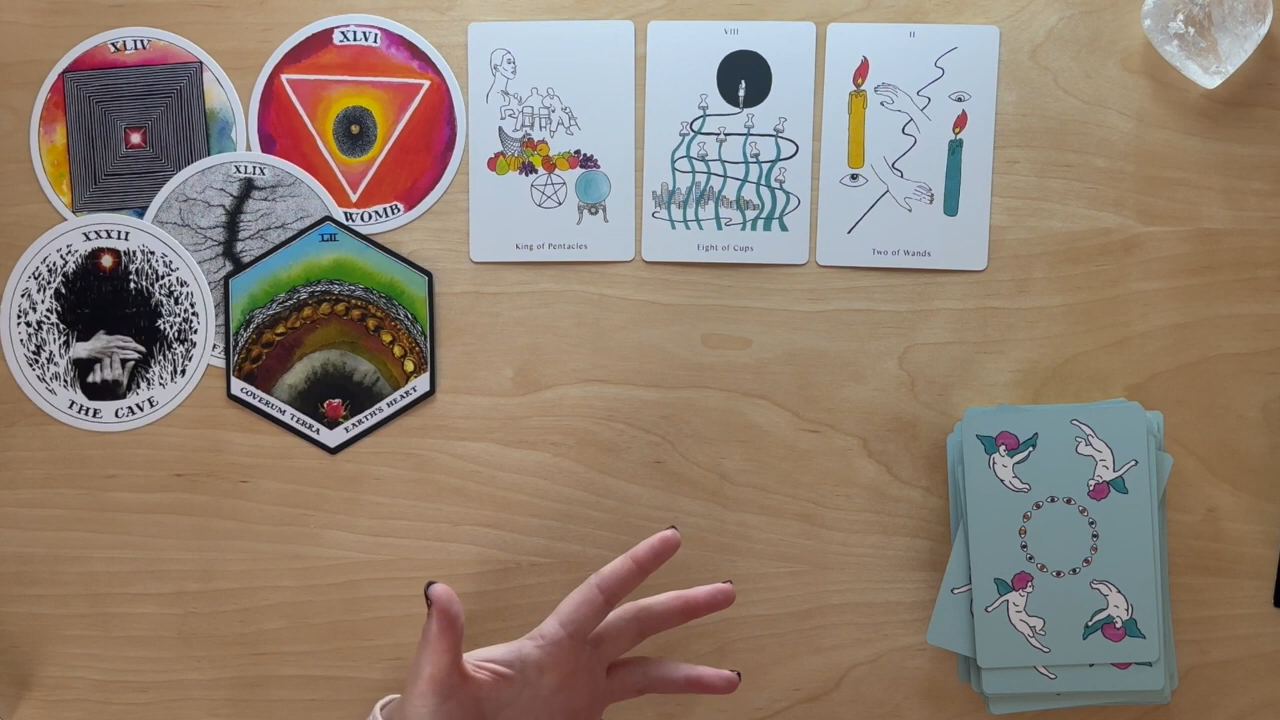 XLIV
XLVI
WOMB
XLIX
XXXII
THE CAVE
LII
COVERUM TERRA
EARTH'S HEART
King of Pentacles
VIII
Eight of Cups
II
Two of Wands